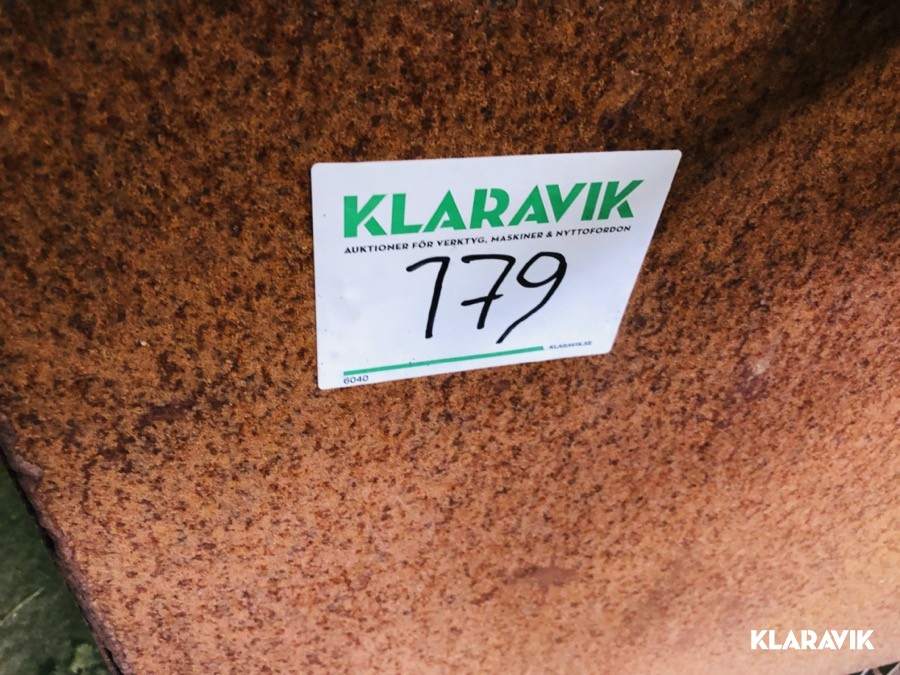 KLARAVIK
AUKTIONER FÖR VERKTYG, MASKINER & NYTTOFORDON
179
KLARAVIK.SE
6040
KLARAVIK